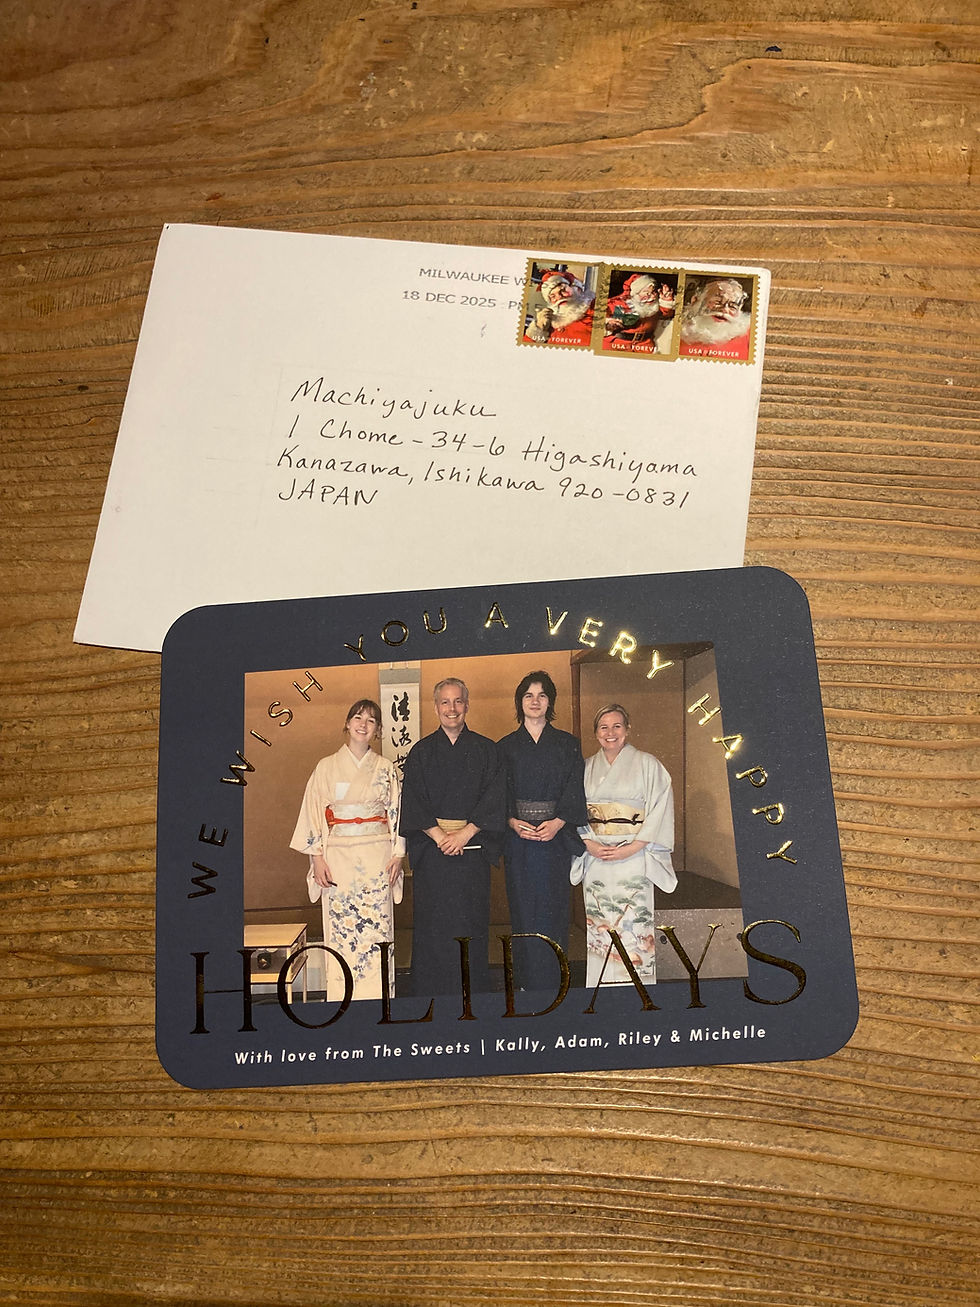 MILWAUKEE
18 DEC 2025 PM
USA FOREVER
USA FOREVER
USA FOREVER
Machiyajuku
1 Chome-34-6 Higashiyama
Kanazawa, Ishikawa 920-0831
JAPAN
WE WISH YOU A VERY HAPPY
HOLIDAYS
With love from The Sweets | Kally, Adam, Riley & Michelle